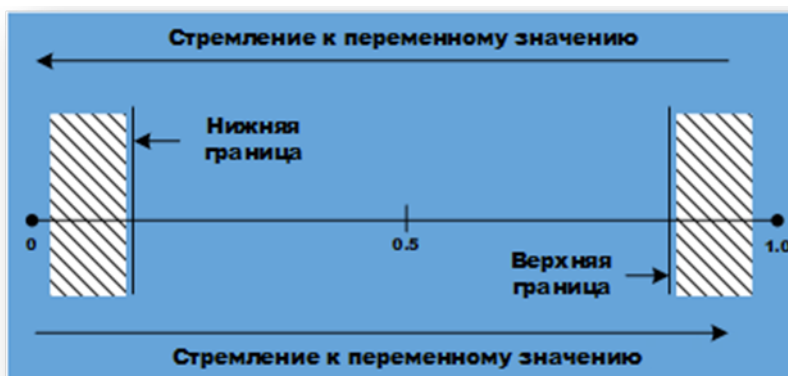 Стремление к переменному значению
Нижняя
граница
0
0.5
1.0
Верхняя
граница
Стремление к переменному значению